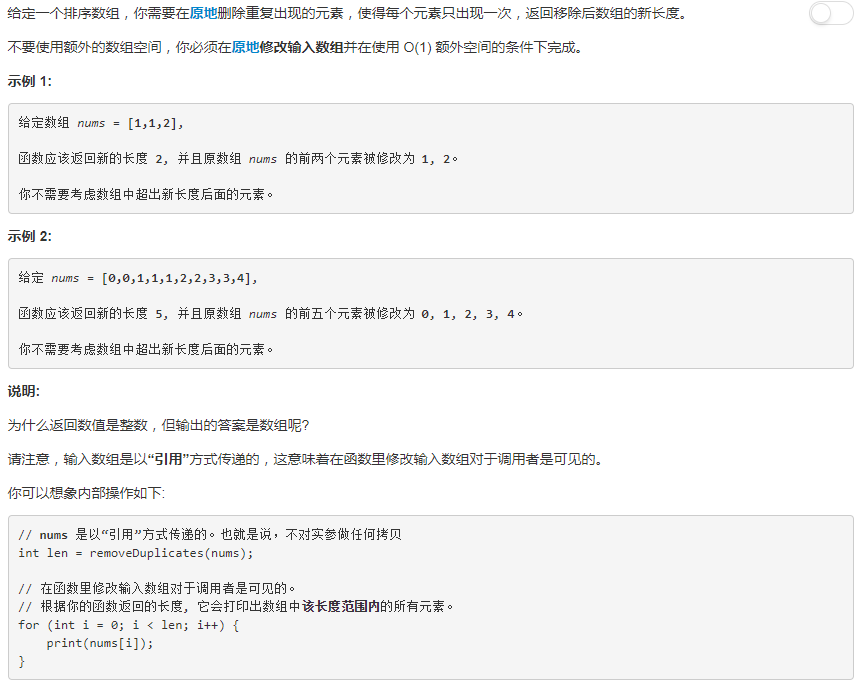 给定一个排序数组，你需要在原地删除重复出现的元素，使得每个元素只出现一次，返回移除后数组的新长度。
不要使用额外的数组空间，你必须在原地修改输入数组并在使用 O(1) 额外空间的条件下完成。
示例 1:
给定数组 nums = [1,1,2],
函数应该返回新的长度 2, 并且原数组 nums 的前两个元素被修改为 1, 2。
你不需要考虑数组中超出新长度后面的元素。
示例 2:
给定 nums = [0,0,1,1,1,2,2,3,3,4],
函数应该返回新的长度 5, 并且原数组 nums 的前五个元素被修改为 0, 1, 2, 3, 4。
你不需要考虑数组中超出新长度后面的元素。
说明:
为什么返回数值是整数，但输出的答案是数组呢?
请注意，输入数组是以“引用”方式传递的，这意味着在函数里修改输入数组对于调用者是可见的。
你可以想象内部操作如下:
// nums 是以“引用”方式传递的。也就是说，不对实参做任何拷贝
int len = removeDuplicates(nums);
// 在函数里修改输入数组对于调用者是可见的。
// 根据你的函数返回的长度, 它会打印出数组中该长度范围内的所有元素。
for (int i = 0; i < len; i++) {
    print(nums[i]);
}